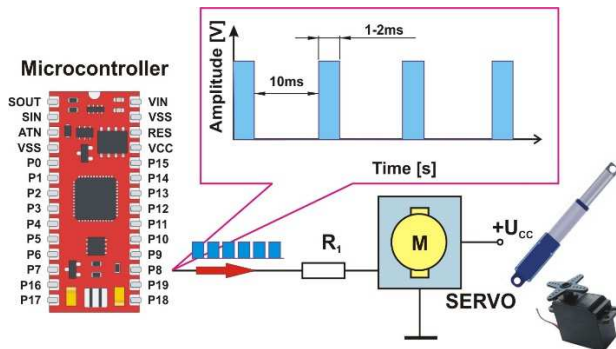 Microcontroller
SOUT
SIN
ATN
VSS
P0
P1
P2
P3
P4
P5
P6
P7
P16
P17
VIN
VSS
RES
VCC
P15
P14
P13
P12
P11
P10
P9
P8
P19
P18
Amplitude [V]
1-2ms
10ms
Time [s]
R₁
M
+Ucc
SERVO